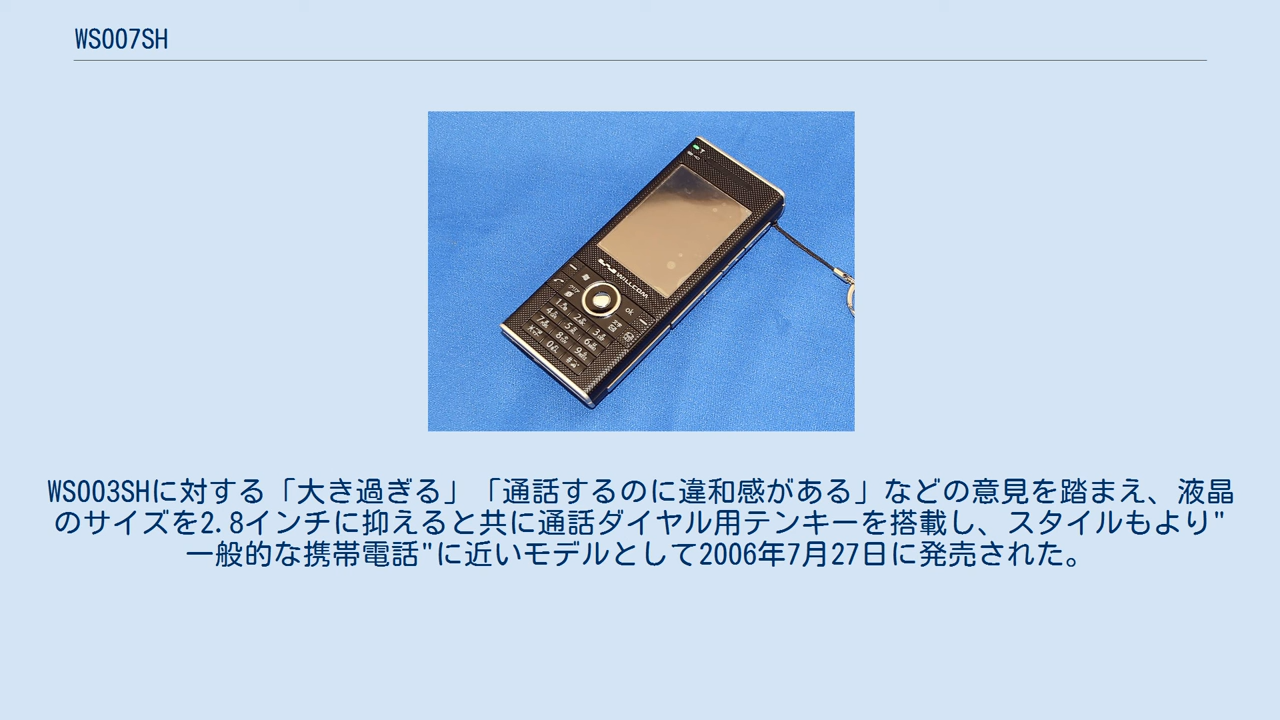 WS007SH
WILLCOM
ok
WS003SHに対する「大き過ぎる」「通話するのに違和感がある」などの意見を踏まえ、液晶
のサイズを2.8インチに抑えると共に通話ダイヤル用テンキーを搭載し、スタイルもより"
一般的な携帯電話"に近いモデルとして2006年7月27日に発売された。